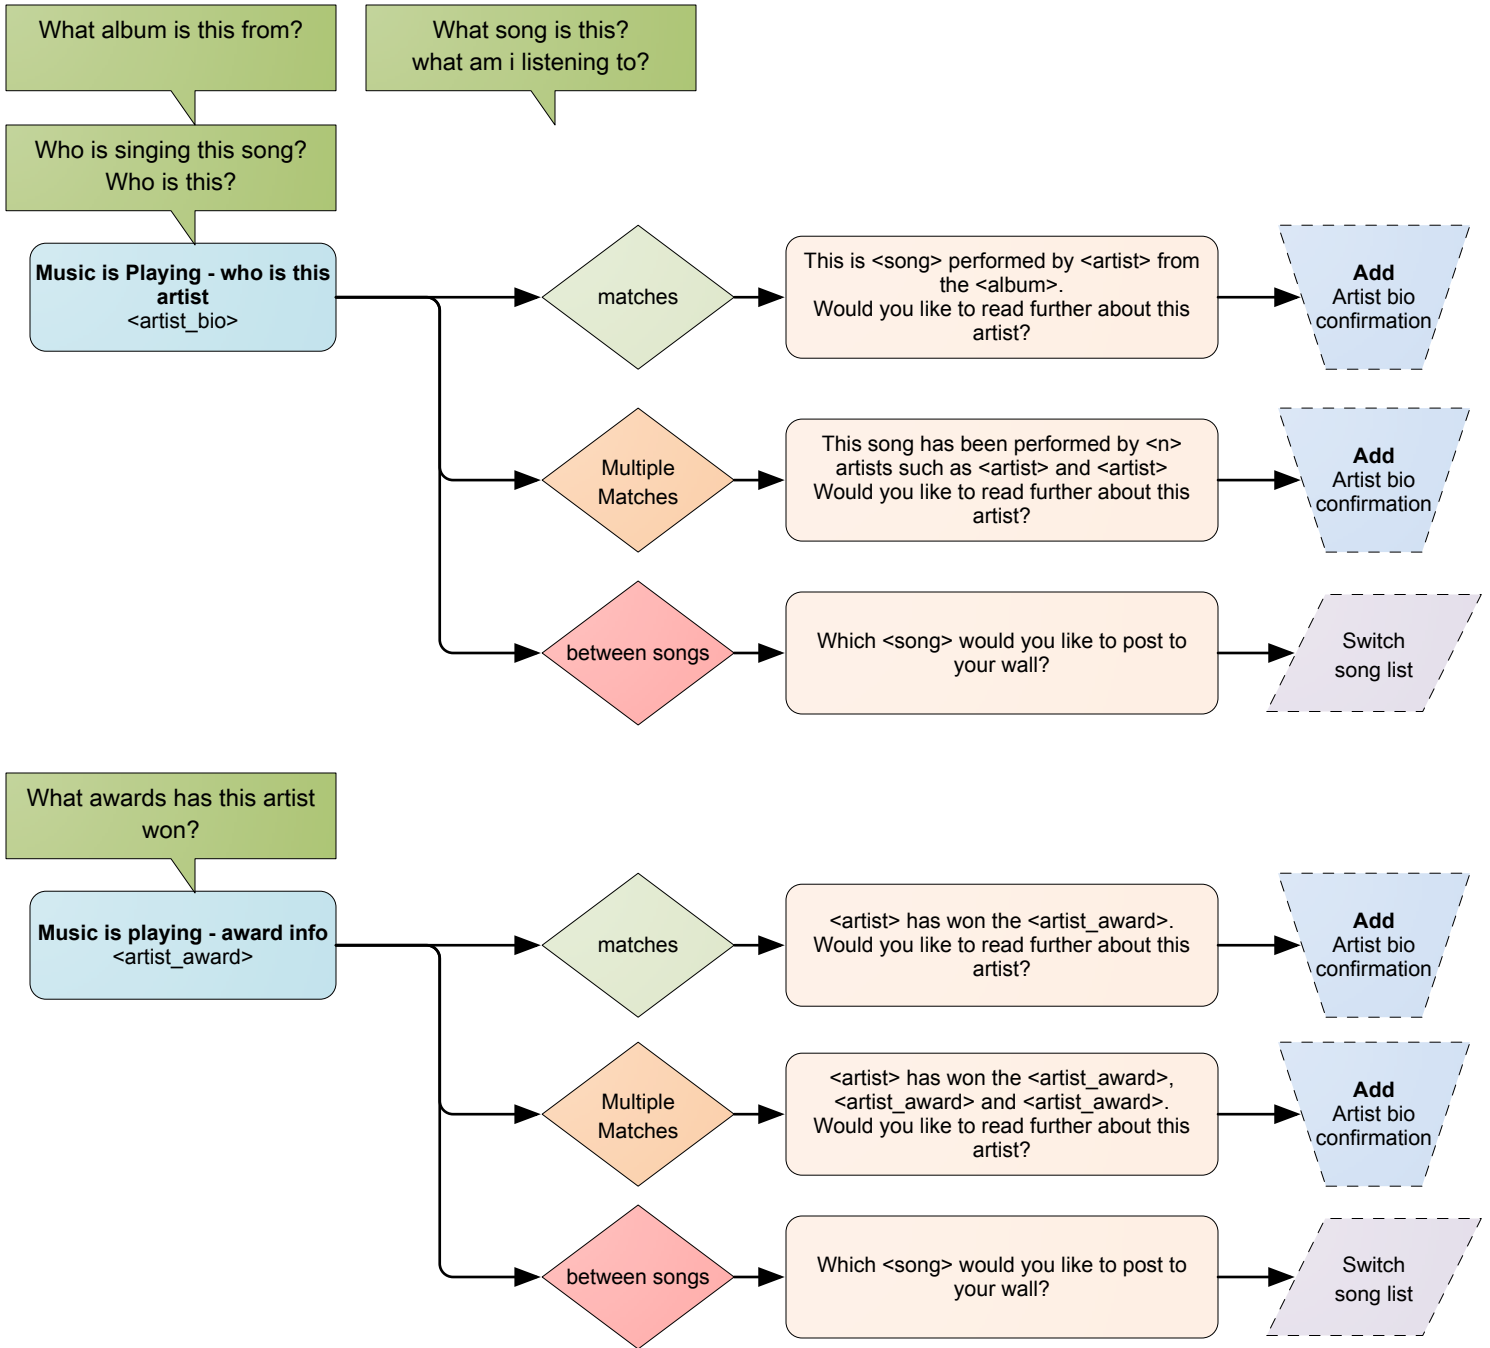 What album is this from?
What song is this?
what am i listening to?
Who is singing this song?
Who is this?
Music is Playing - who is this
artist
<artist_bio>
matches
This is <song> performed by <artist> from
the <album>.
Would you like to read further about this
artist?
Add
Artist bio
confirmation
Multiple
Matches
This song has been performed by <n>
artists such as <artist> and <artist>
Would you like to read further about this
artist?
Add
Artist bio
confirmation
between songs
Which <song> would you like to post to
your wall?
Switch
song list
What awards has this artist
won?
Music is playing - award info
<artist_award>
matches
<artist> has won the <artist_award>.
Would you like to read further about this
artist?
Add
Artist bio
confirmation
Multiple
Matches
<artist> has won the <artist_award>,
<artist_award> and <artist_award>.
Would you like to read further about this
artist?
Add
Artist bio
confirmation
between songs
Which <song> would you like to post to
your wall?
Switch
song list